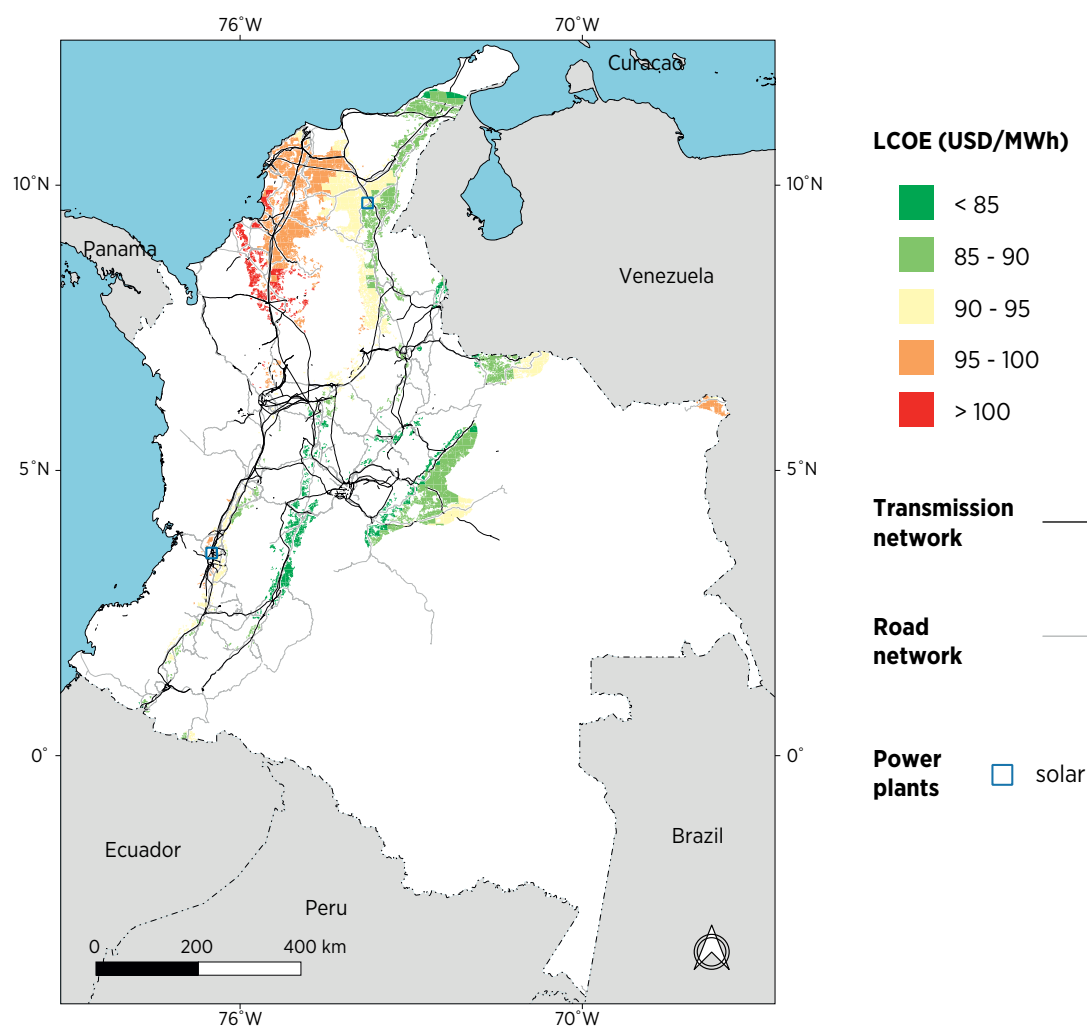 76˚W 70˚W
Curacao
10˚N 10˚N
Panama
Venezuela
5˚N 5˚N
0˚ 0˚
Ecuador
Brazil
Peru
0 200 400 km
76˚W 70˚W
LCOE (USD/MWh)
< 85
85 - 90
90 - 95
95 - 100
> 100
Transmission
network
Road
network
Power
plants
solar